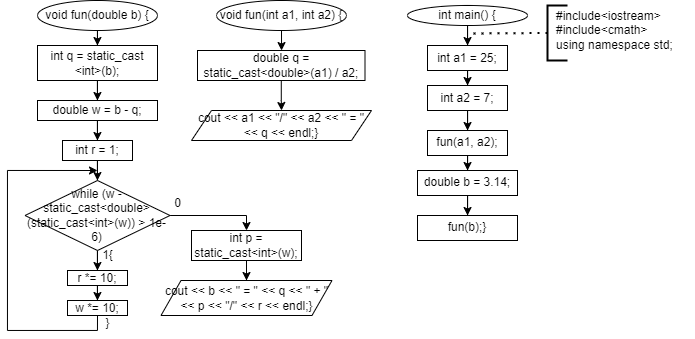 void fun(double b) {
int q = static_cast
<int>(b);
double w = b - q;
int r = 1;
while (w -
static_cast<double>
(static_cast<int>(w)) > 1e-
6)
0
1{
r *= 10;
w *= 10;
}
int p =
static_cast<int>(w);
cout << b << " = " << q << " + "
<< p << "/" << r << endl;}
void fun(int a1, int a2) {
double q =
static_cast<double>(a1) / a2;
cout << a1 << "/" << a2 << " = "
<< q << endl;}
int main() {
#include<iostream>
#include<cmath>
using namespace std;
int a1 = 25;
int a2 = 7;
fun(a1, a2);
double b = 3.14;
fun(b);}